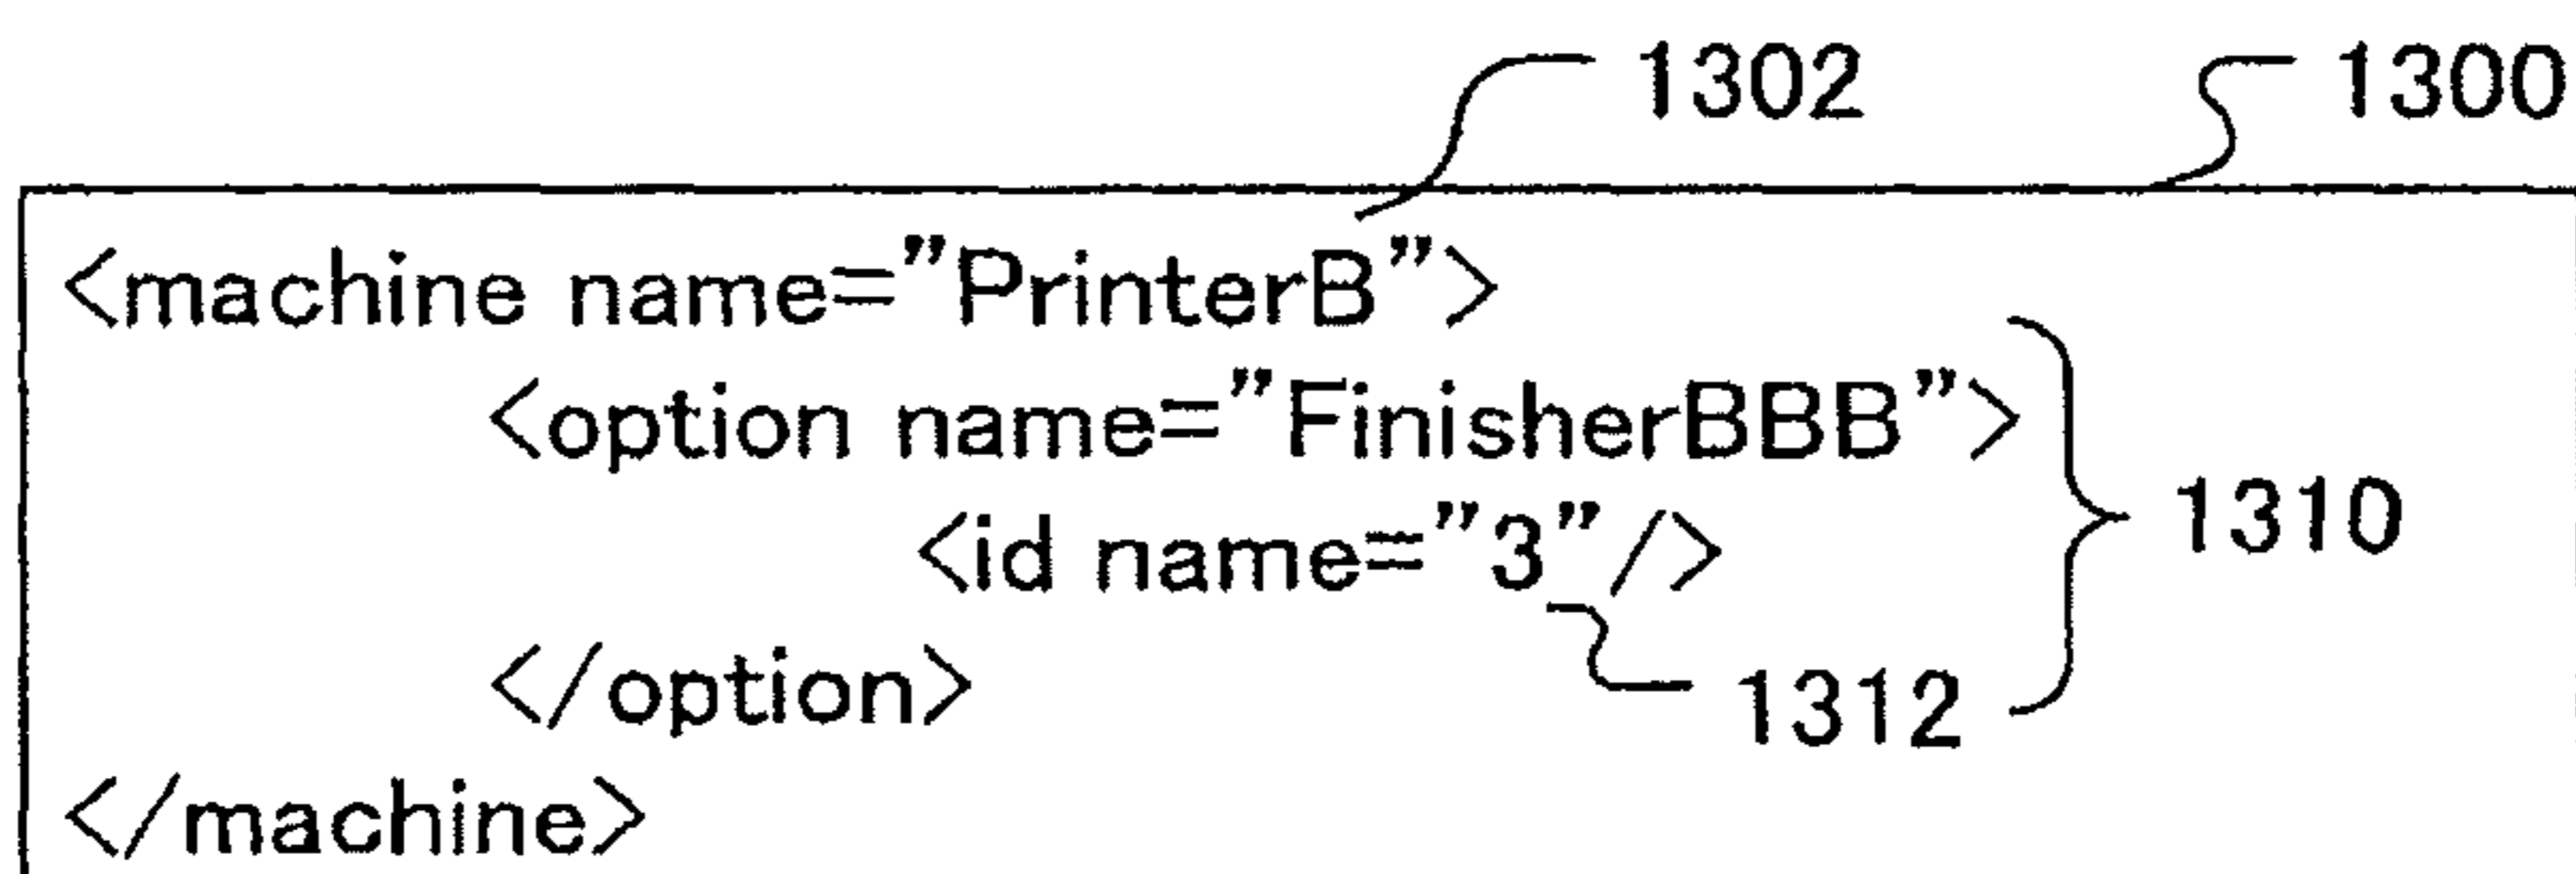 1302 1300
<machine name=”PrinterB”>
<option name=”FinisherBBB”>
<id name=”3”/>
1310
</option>
1312
</machine>